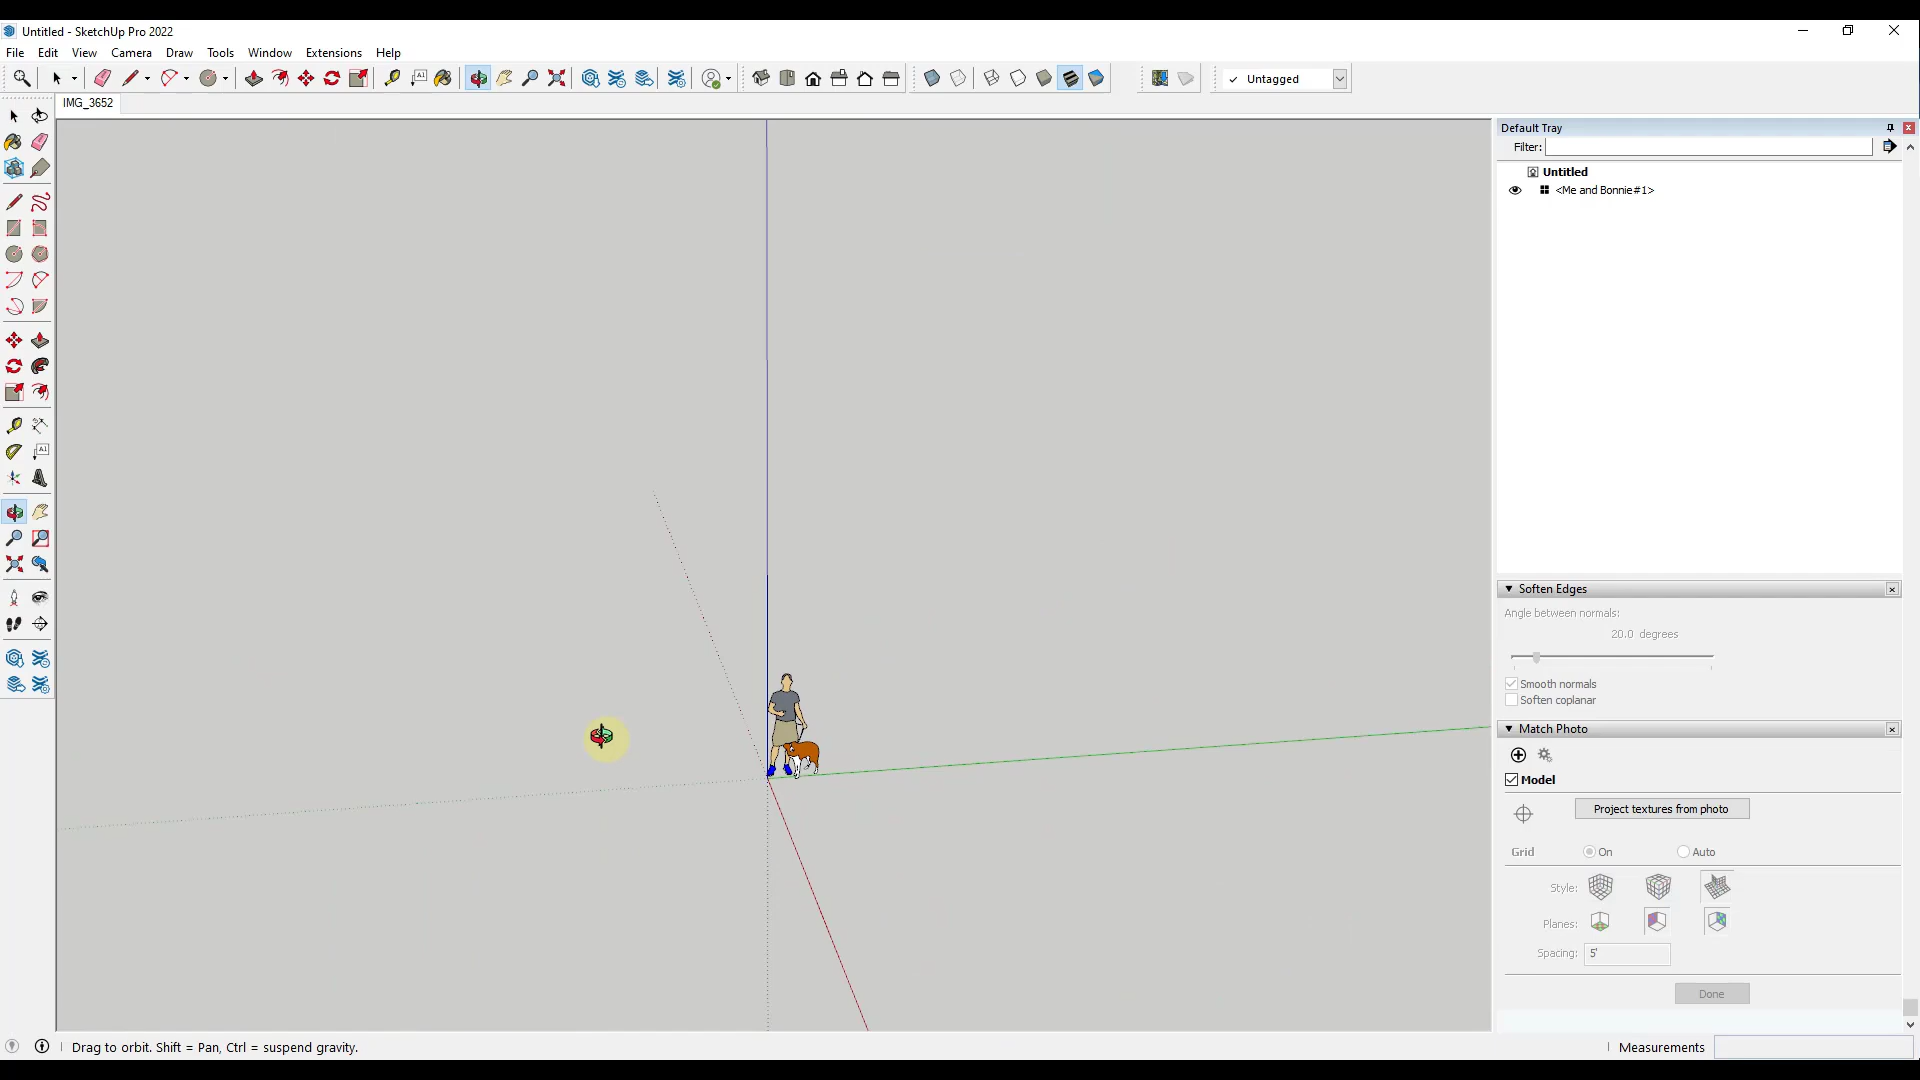 Untitled - SketchUp Pro 2022
File Edit View Camera Draw Tools Window Extensions Help
Untagged
IMG_3652
Default Tray
Filter:
Untitled
<Me and Bonnie#1>
Soften Edges
Angle between normals:
20.0 degrees
Smooth normals
Soften coplanar
Match Photo
Model
Project textures from photo
Grid On Auto
Style:
Planes:
Spacing: 5'
Done
Drag to orbit. Shift = Pan, Ctrl = suspend gravity.
Measurements